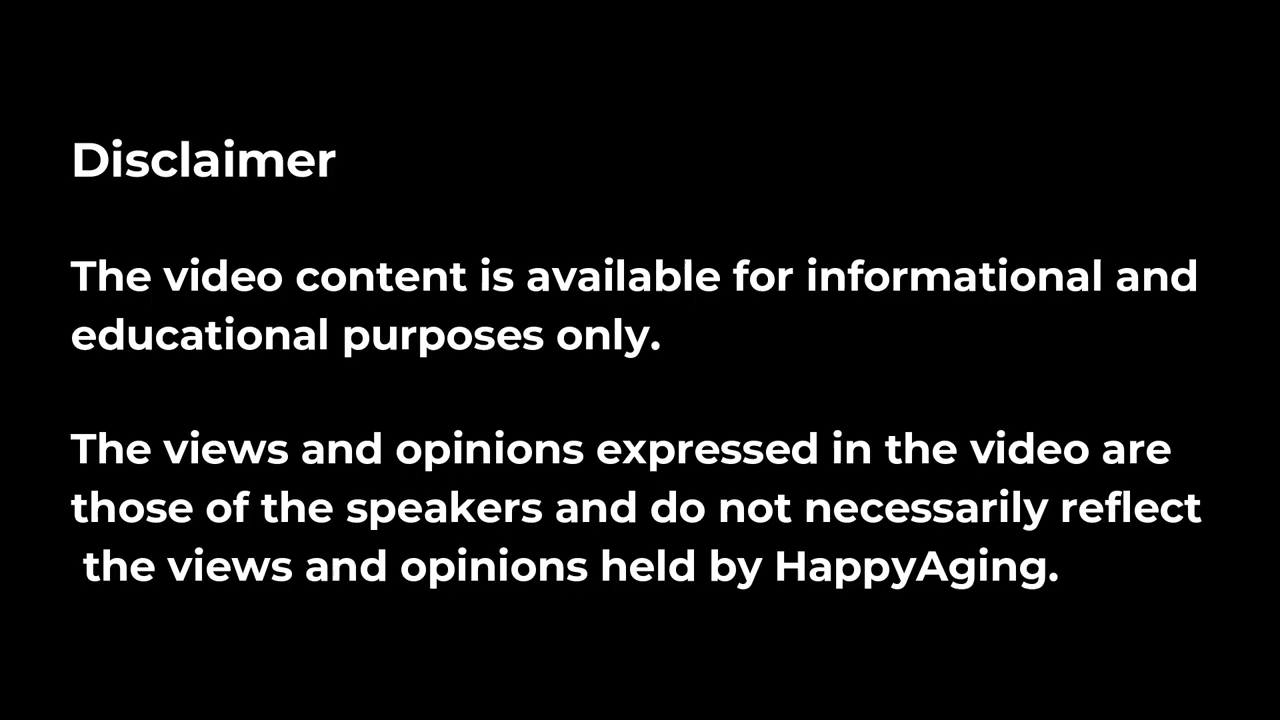 Disclaimer
The video content is available for informational and
educational purposes only.
The views and opinions expressed in the video are
those of the speakers and do not necessarily reflect
the views and opinions held by HappyAging.